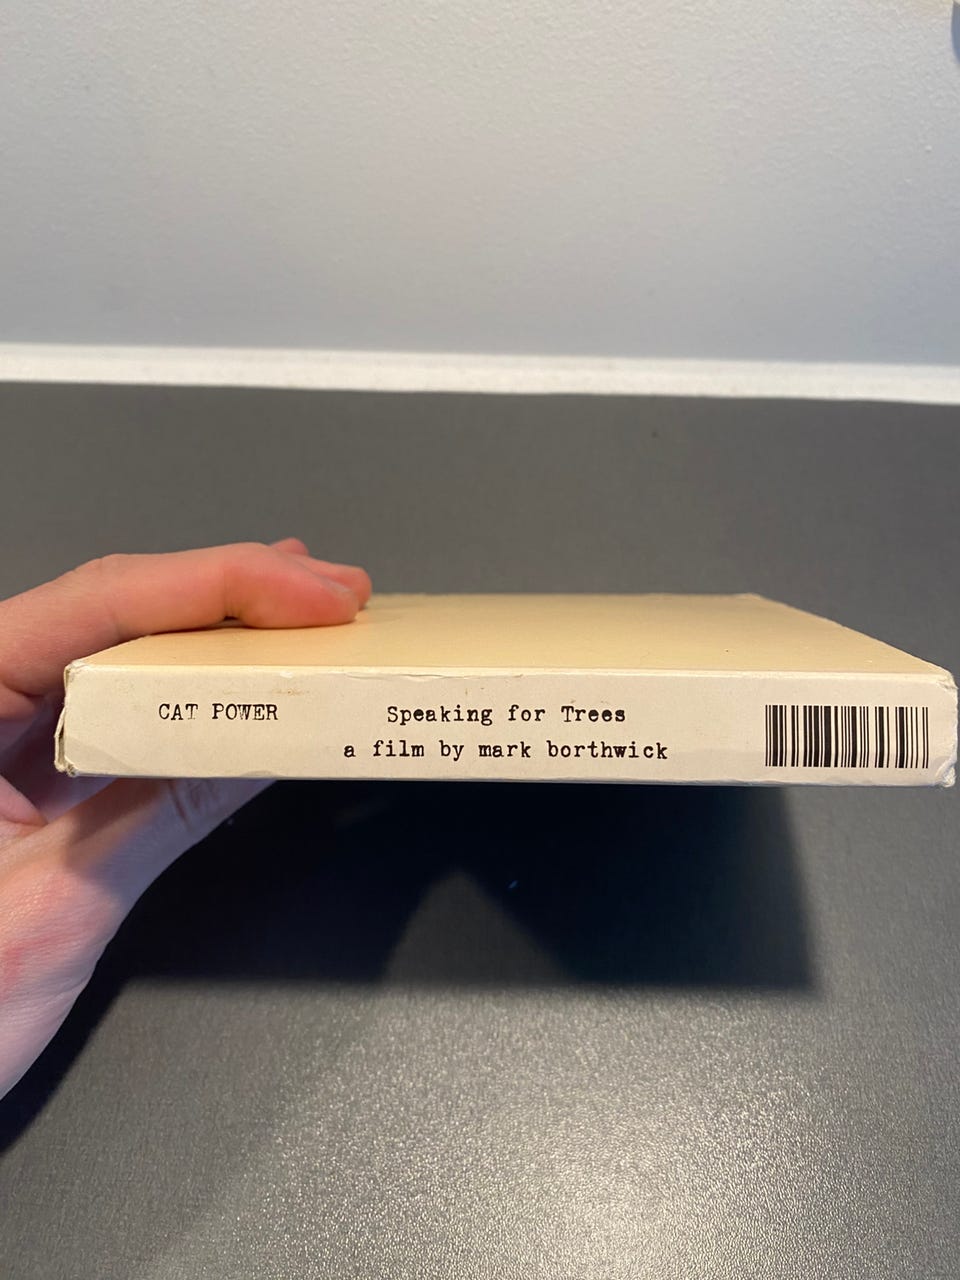 CAT POWER
Speaking for Trees
a film by mark borthwick